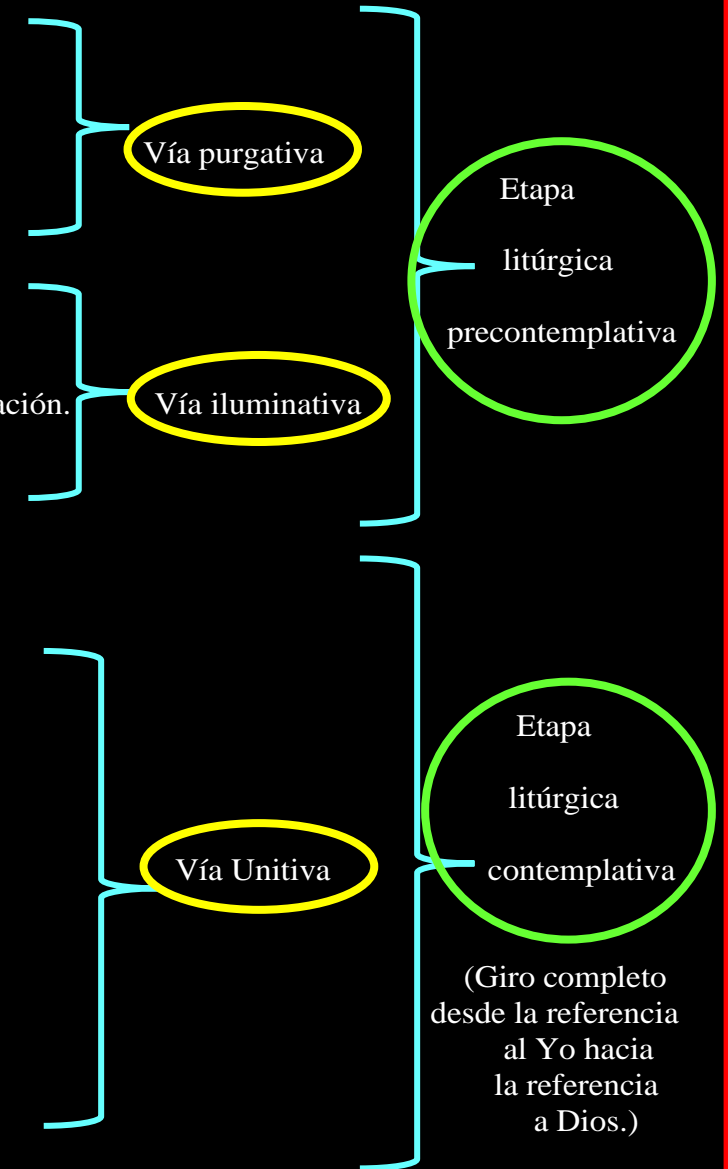 Vía purgativa
Etapa
litúrgica
precontemplativa
ación.
Vía iluminativa
Etapa
litúrgica
contemplativa
Vía Unitiva
(Giro completo
desde la referencia
al Yo hacia
la referencia
a Dios.)